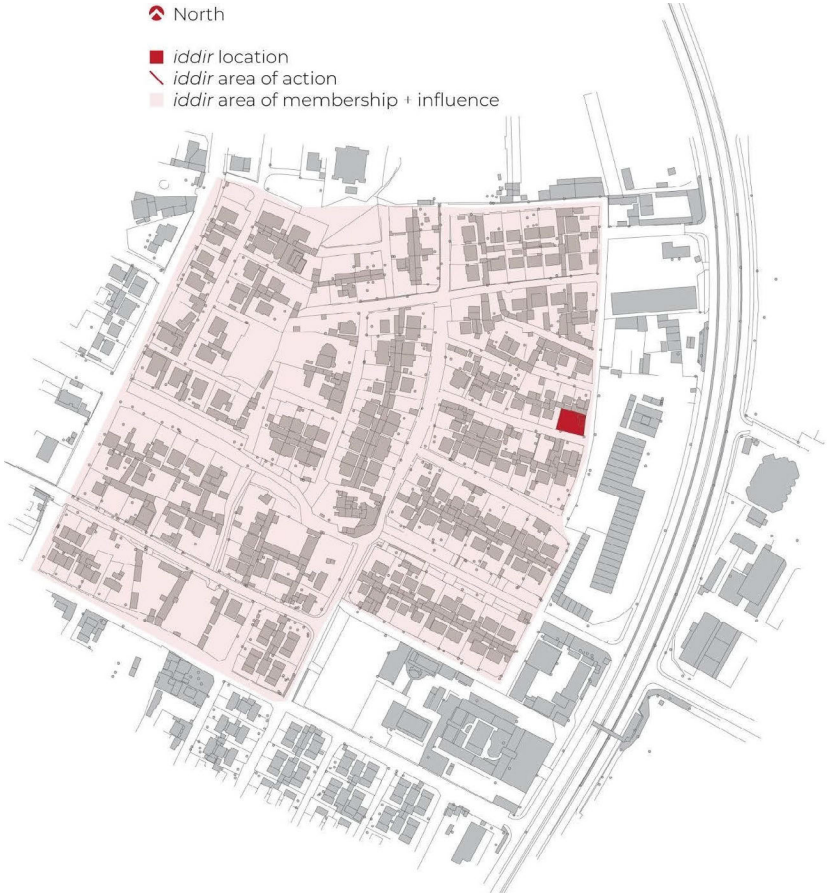 North
iddir location
iddir area of action
iddir area of membership + influence